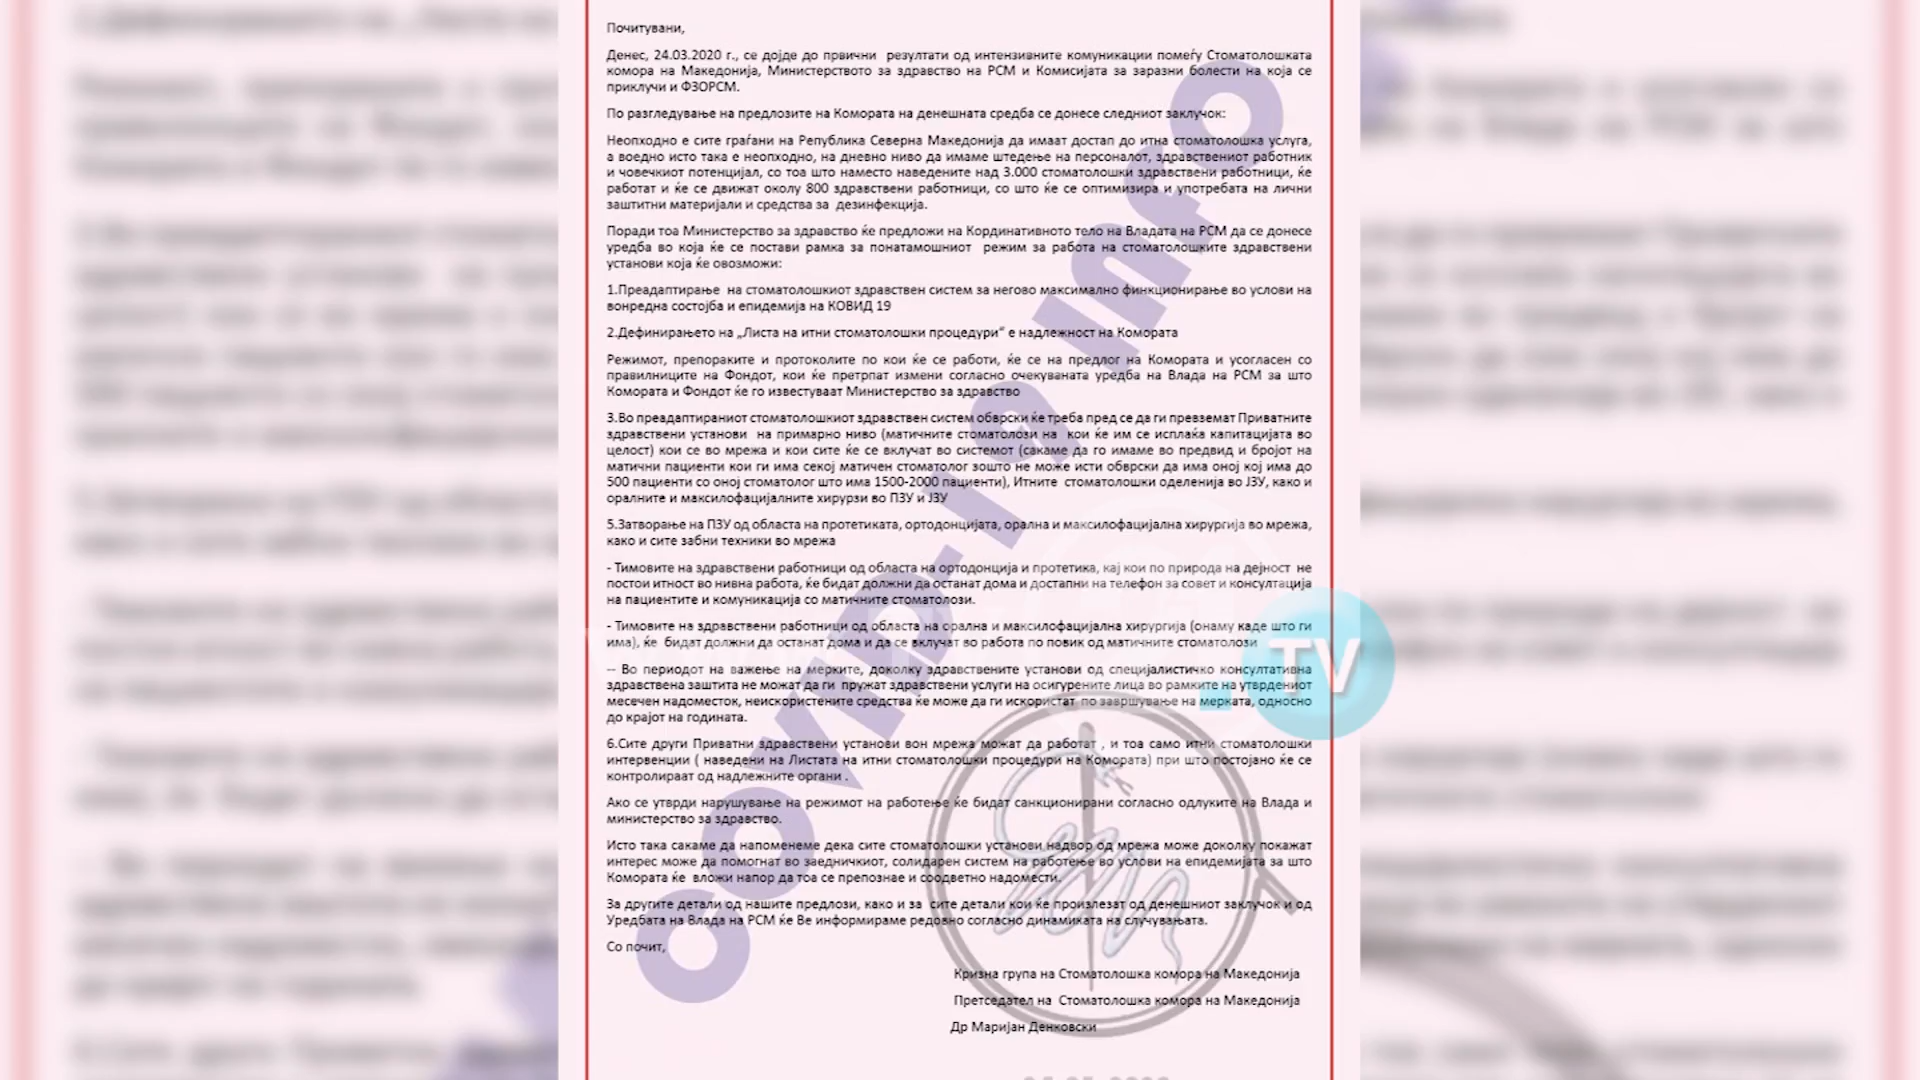 Почитувани,
Денес, 24.03.2020 г., се дојде до првични резултати од интензивните комуникации помеѓу Стоматолошката
комора на Македонија, Министерството за здравство на РСМ и Комисијата за заразни болести на која се
приклучи и ФЗОРСМ.
По разгледување на предлозите на Комората на денешната средба се донесе следниот заклучок:
Неопходно е сите граѓани на Република Северна Македонија да имаат достап до итна стоматолошка услуга,
а воедно исто така е неопходно, на дневно ниво да имаме штедење на персоналот, здравствениот работник
и човечкиот потенцијал, со тоа што наместо наведените над 3.000 стоматолошки здравствени работници, ќе
работат и ќе се движат околу 800 здравствени работници, со што ќе се оптимизира и употребата на лични
заштитни материјали и средства за дезинфекција.
Поради тоа Министерство за здравство ќе предложи на Кординативното тело на Владата на РСМ да се донесе
уредба во која ќе се постави рамка за понатамошниот режим за работа на стоматолошките здравствени
установи која ќе овозможи:
1.Преадаптирање на стоматолошкиот здравствен систем за негово максимално финкционирање во услови на
вонредна состојба и епидемија на КОВИД 19
2.Дефинирањето на „Листа на итни стоматолошки процедури“ е надлежност на Комората
Режимот, препораките и протоколите по кои ќе се работи, ќе се на предлог на Комората и усогласен со
правилниците на Фондот, кои ќе претрпат измени согласно очекуваната уредба на Влада на РСМ за што
Комората и Фондот ќе го известуваат Министерство за здравство
3.Во преадаптираниот стоматолошкиот здравствен систем обврски ќе треба пред се да ги превземат Приватните
здравствени установи на примарно ниво (матичните стоматолози на кои ќе им се исплаќа капитацијата во
целост) кои се во мрежа и кои сите ќе се вклучат во системот (сакаме да го имаме во предвид и бројот на
матични пациенти кои ги има секој матичен стоматолог зошто не може исти обврски да има оној кој има до
500 пациенти со оној стоматолог што има 1500-2000 пациенти), Итните стоматолошки оделенија во ЈЗУ, како и
оралните и максилофацијалните хирурзи во ПЗУ и ЈЗУ
5.Затворање на ПЗУ од областа на протетиката, ортодонцијата, орална и максилофацијална хирургија во мрежа,
како и сите забни техники во мрежа
- Тимовите на здравствени работници од областа на ортодонција и протетика, кај кои по природа на дејност не
постои итност во нивна работа, ќе бидат должни да останат дома и достапни на телефон за совет и консултација
на пациентите и комуникација со матичните стоматолози.
- Тимовите на здравствени работници од областа на орална и максилофацијална хирургија (онаму каде што ги
има), ќе бидат должни да останат дома и да се вклучат во работа по повик од матичните стоматолози
-- Во периодот на важење на мерките, доколку здравствените установи од специјалистичко консултативна
здравствена заштита не можат да ги пружат здравствени услуги на осигурените лица во рамките на утврдениот
месечен надоместок, неискористените средства ќе може да ги искористат по завршување на мерката, односно
до крајот на годината.
6.Сите други Приватни здравствени установи вон мрежа можат да работат , и тоа само итни стоматолошки
интервенции ( наведени на Листата на итни стоматолошки процедури на Комората) при што постојано ќе се
контролираат од надлежните органи .
Ако се утврди нарушување на режимот на работење ќе бидат санкционирани согласно одлуките на Влада и
министерство за здравство.
Исто така сакаме да напоменеме дека сите стоматолошки установи надвор од мрежа може доколку покажат
интерес може да помогнат во заедничкиот, солидарен систем на работење во услови на епидемијата за што
Комората ќе вложи напор да тоа се препознае и соодветно надомести.
За другите детали од нашите предлози, како и за сите детали кои ќе произлезат од денешниот заклучок и од
Уредбата на Влада на РСМ ќе Ве информираме редовно согласно динамиката на случувањата.
Со почит,
Кризна група на Стоматолошка комора на Македонија
Претседател на Стоматолошка комора на Македонија
Др Маријан Денковски
COVID-19 Info
TV